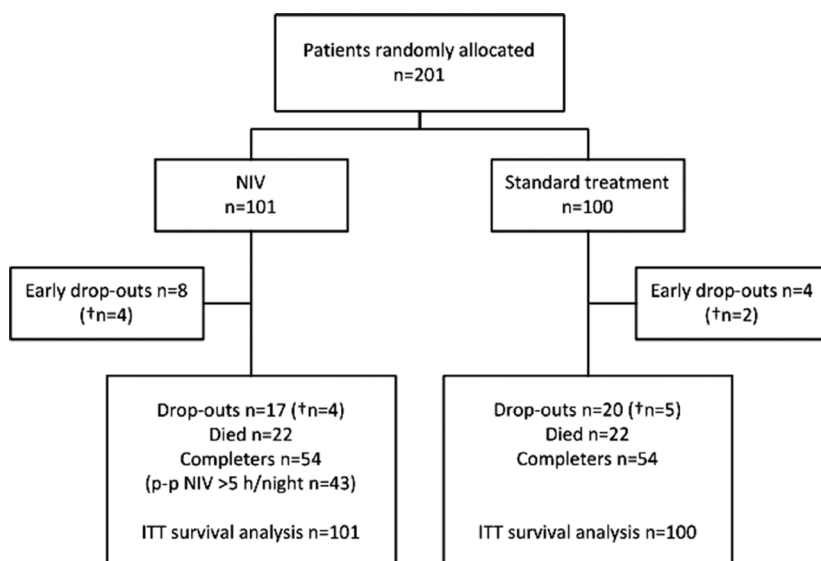 Patients randomly allocated
n=201
NIV
n=101
Standard treatment
n=100
Early drop-outs n=8
(†n=4)
Early drop-outs n=4
(†n=2)
Drop-outs n=17 (†n=4)
Died n=22
Completers n=54
(p-p NIV >5 h/night n=43)
ITT survival analysis n=101
Drop-outs n=20 (†n=5)
Died n=22
Completers n=54
ITT survival analysis n=100